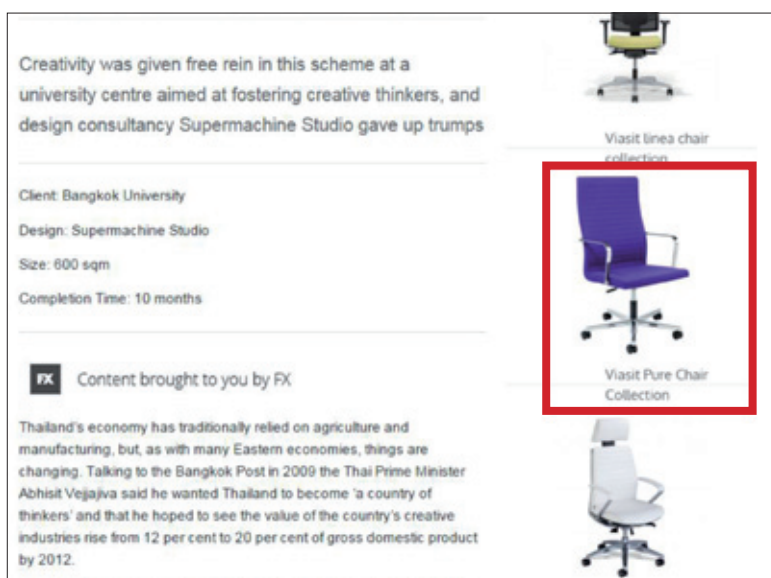 Creativity was given free rein in this scheme at a
university centre aimed at fostering creative thinkers, and
design consultancy Supermachine Studio gave up trumps
Client: Bangkok University
Design: Supermachine Studio
Size: 600 sqm
Completion Time: 10 months
FX Content brought to you by FX
Thailand's economy has traditionally relied on agriculture and
manufacturing, but, as with many Eastern economies, things are
changing. Talking to the Bangkok Post in 2009 the Thai Prime Minister
Abhisit Vejjajiva said he wanted Thailand to become 'a country of
thinkers' and that he hoped to see the value of the country's creative
industries rise from 12 per cent to 20 per cent of gross domestic product
by 2012.
Viasit linea chair
collection
Viasit Pure Chair
Collection